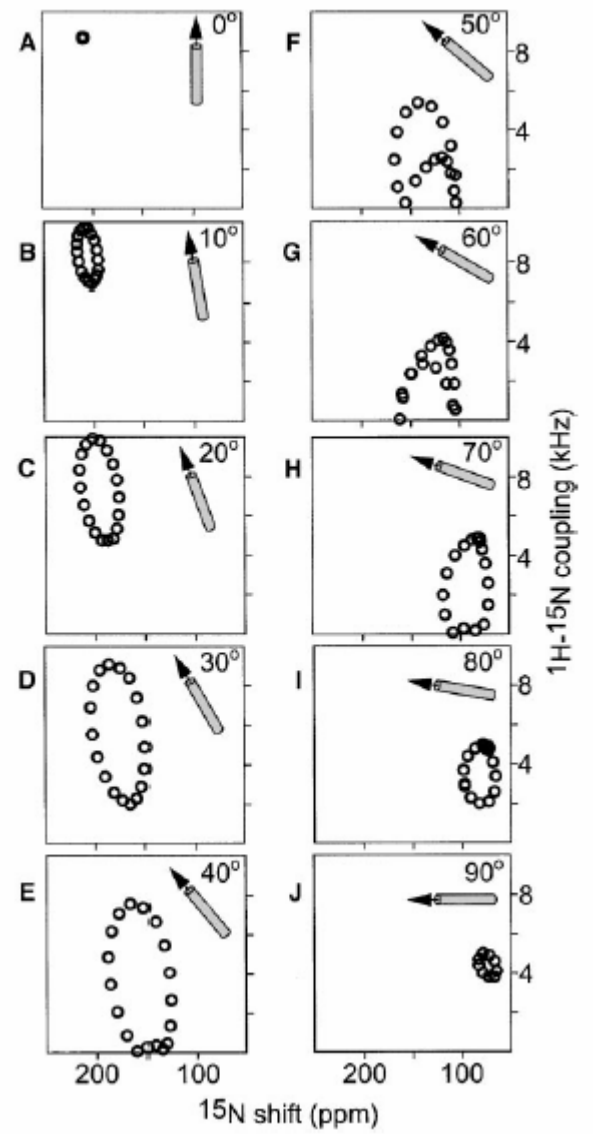 A 0°
B 10°
C 20°
D 30°
E 40°
200 100
F 50° 8
4
G 60° 8
4
H 70° 8
4
I 80° 8
4
J 90° 8
4
200 100
1H-15N coupling (kHz)
15N shift (ppm)